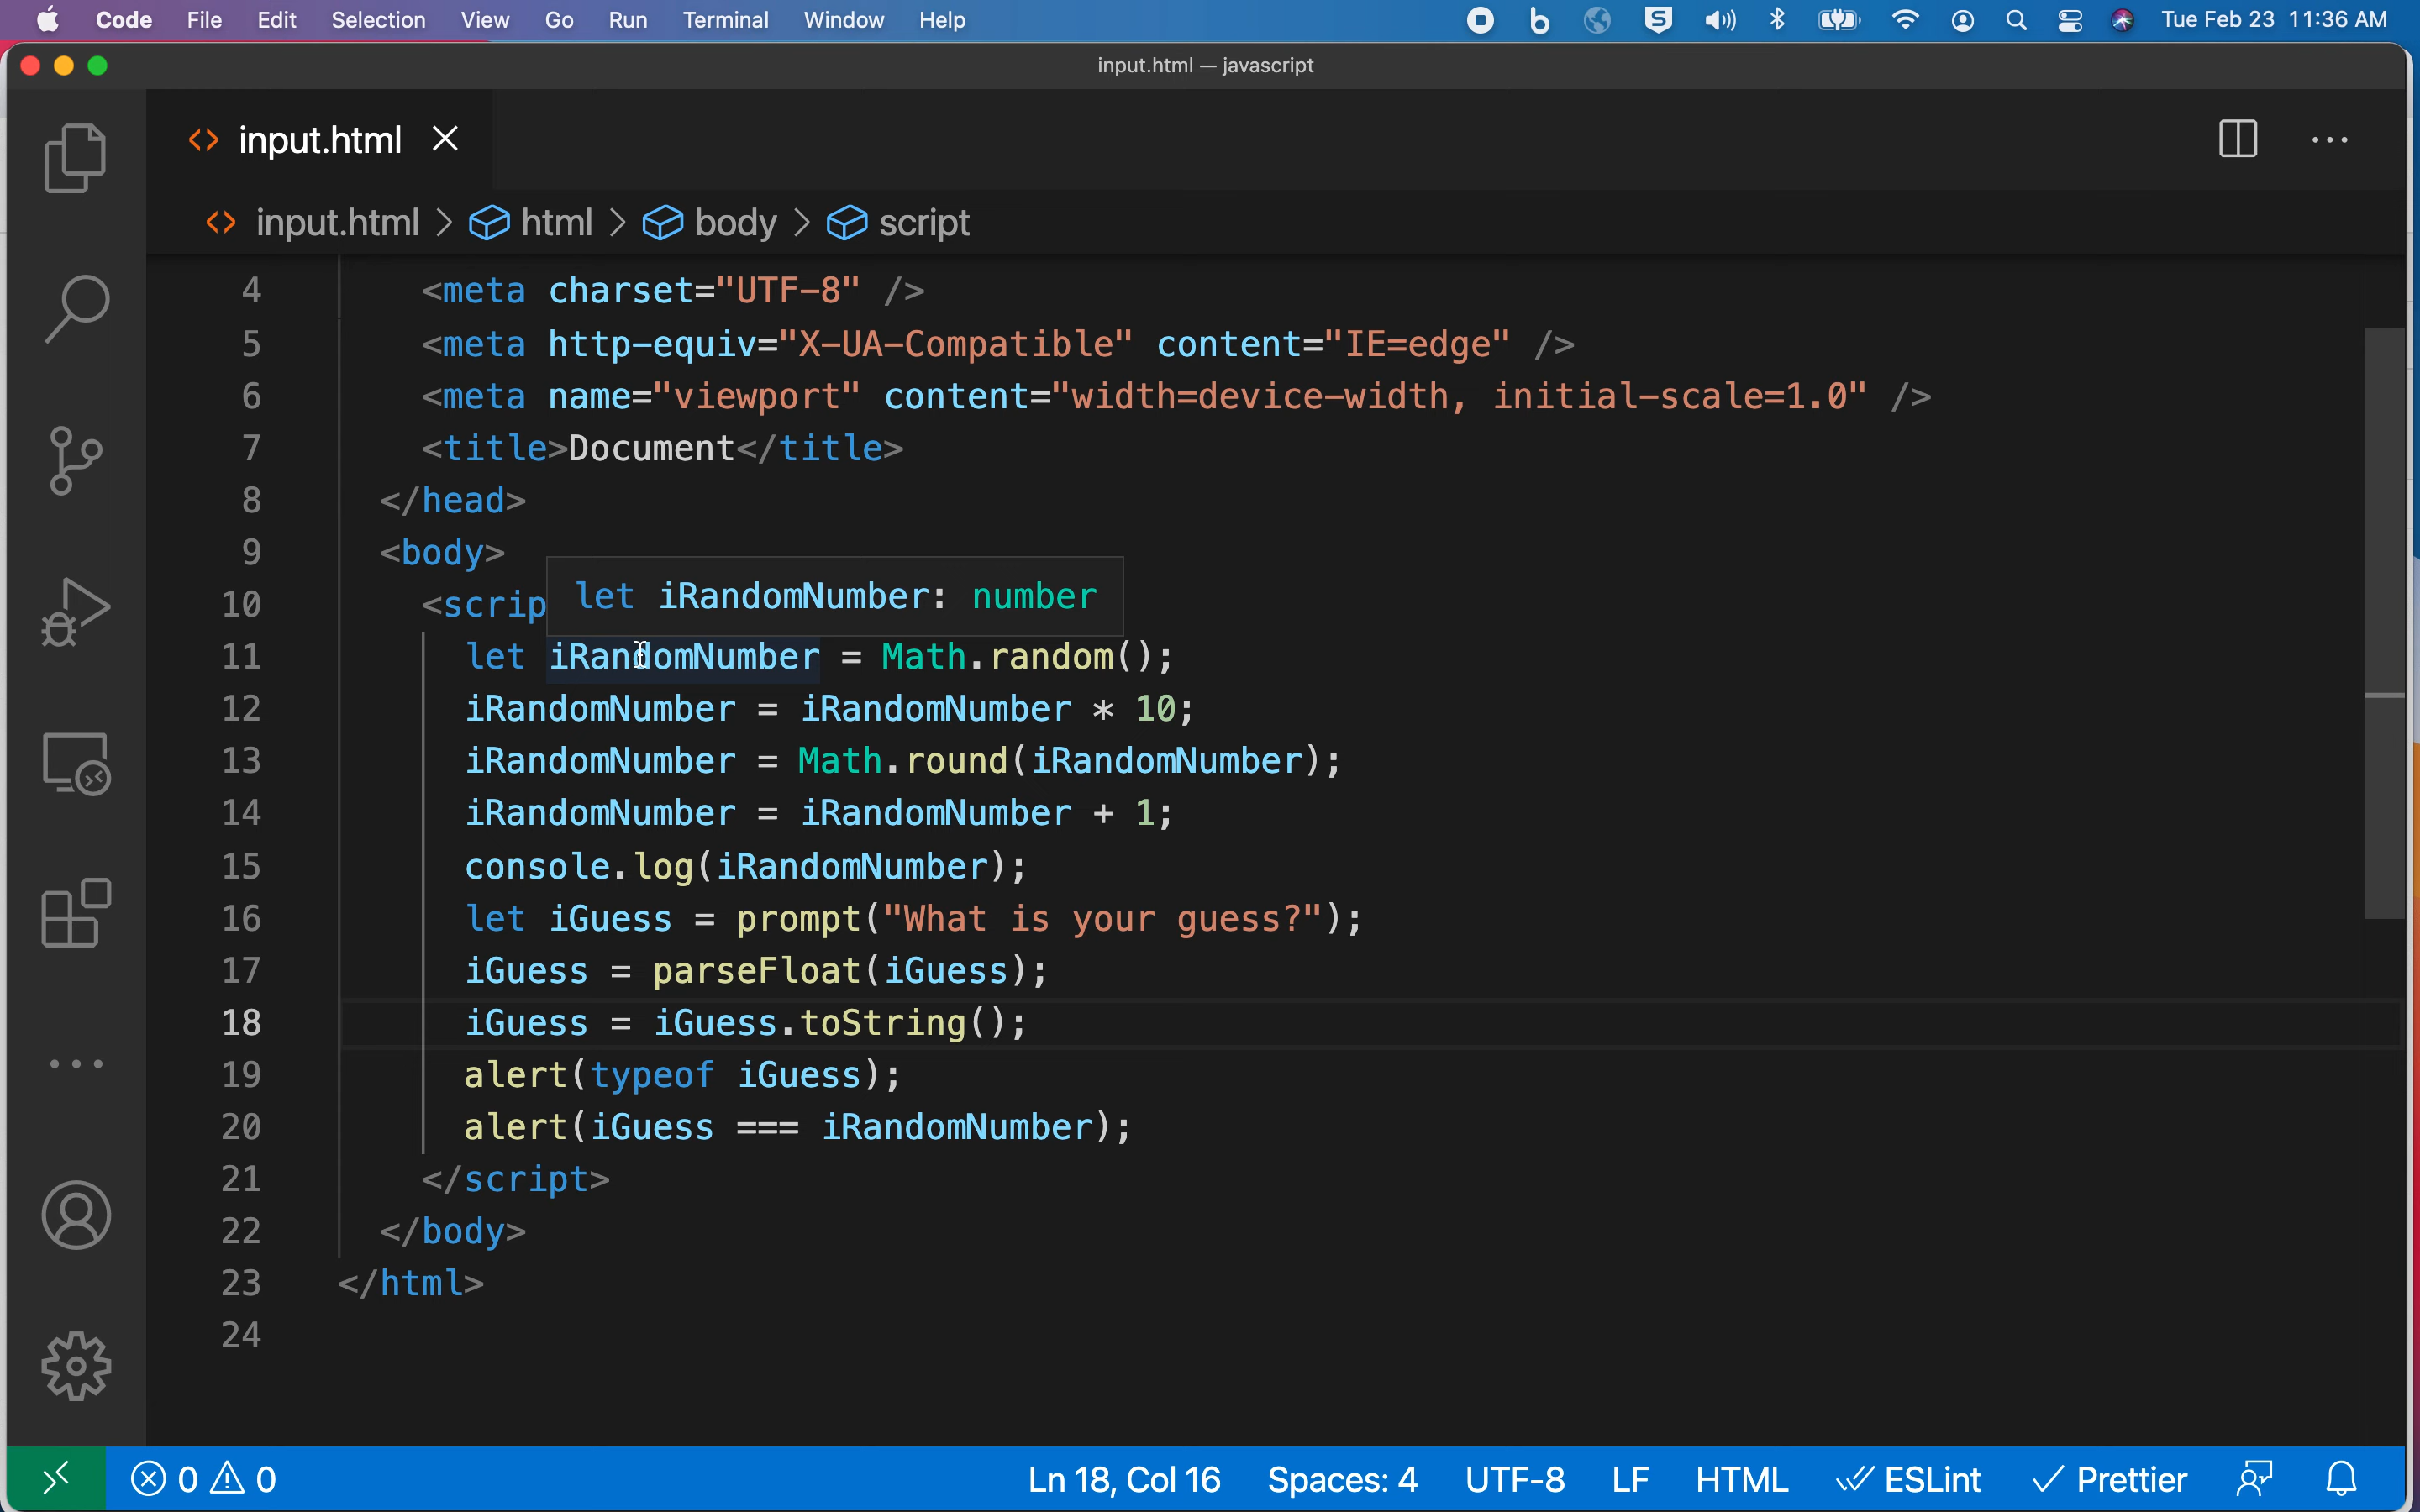 Code File Edit Selection View Go Run Terminal Window Help Tue Feb 23 11:36 AM
input.html — javascript
input.html
input.html > html > body > script
4 <meta charset="UTF-8" />
5 <meta http-equiv="X-UA-Compatible" content="IE=edge" />
6 <meta name="viewport" content="width=device-width, initial-scale=1.0" />
7 <title>Document</title>
8 </head>
9 <body>
let iRandomNumber: number
10 <scrip
11 let iRandomNumber = Math.random();
12 iRandomNumber = iRandomNumber * 10;
13 iRandomNumber = Math.round(iRandomNumber);
14 iRandomNumber = iRandomNumber + 1;
15 console.log(iRandomNumber);
16 let iGuess = prompt("What is your guess?");
17 iGuess = parseFloat(iGuess);
18 iGuess = iGuess.toString();
19 alert(typeof iGuess);
20 alert(iGuess === iRandomNumber);
21 </script>
22 </body>
23 </html>
24
0 0 Ln 18, Col 16 Spaces: 4 UTF-8 LF HTML ESLint Prettier